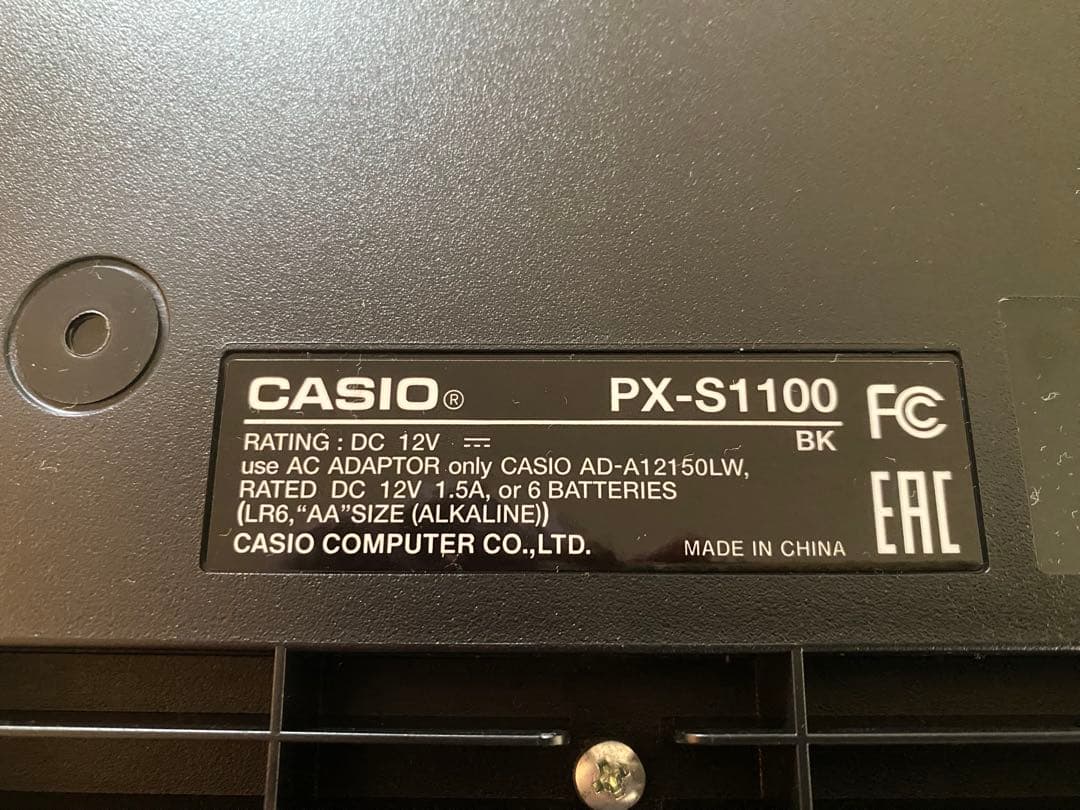 CASIO® PX-S1100 FC
RATING : DC 12V ⎓ BK
use AC ADAPTOR only CASIO AD-A12150LW,
RATED DC 12V 1.5A, or 6 BATTERIES
(LR6,“AA”SIZE (ALKALINE))
EAC
CASIO COMPUTER CO.,LTD. MADE IN CHINA